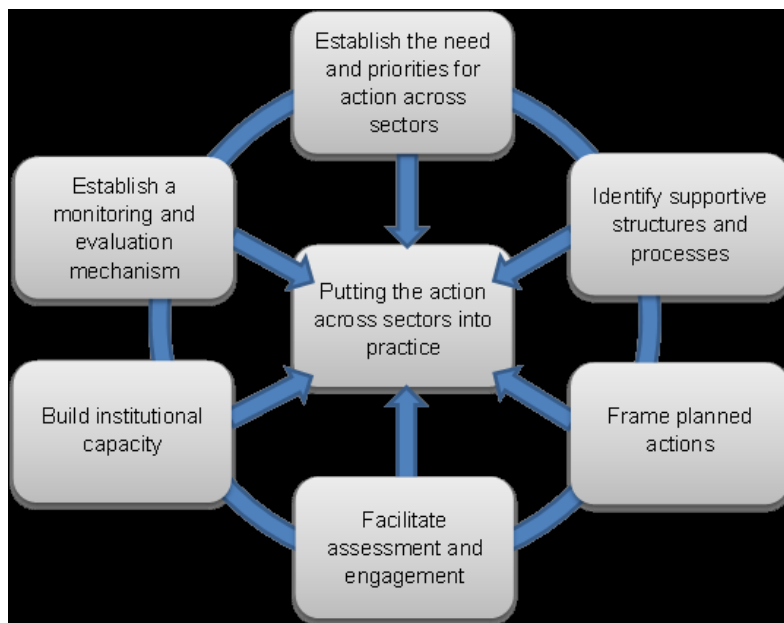 Establish the need
and priorities for
action across
sectors
Identify supportive
structures and
processes
Frame planned
actions
Facilitate
assessment and
engagement
Build institutional
capacity
Establish a
monitoring and
evaluation
mechanism
Putting the action
across sectors into
practice